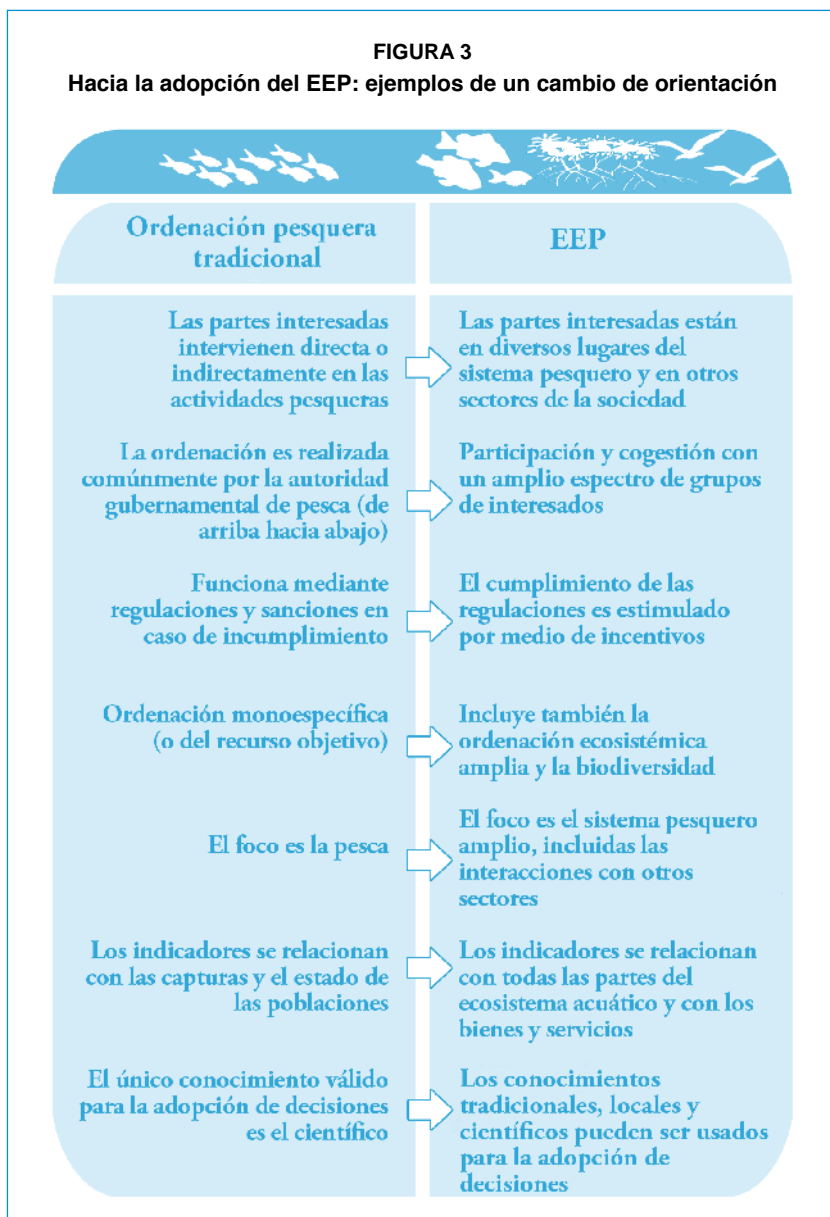 FIGURA 3
Hacia la adopción del EEP: ejemplos de un cambio de orientación
Ordenación pesquera
tradicional
EEP
Las partes interesadas
intervienen directa o
indirectamente en las
actividades pesqueras
Las partes interesadas están
en diversos lugares del
sistema pesquero y en otros
sectores de la sociedad
La ordenación es realizada
comúnmente por la autoridad
gubernamental de pesca (de
arriba hacia abajo)
Participación y cogestión con
un amplio espectro de grupos
de interesados
Funciona mediante
regulaciones y sanciones en
caso de incumplimiento
El cumplimiento de las
regulaciones es estimulado
por medio de incentivos
Ordenación monoespecífica
(o del recurso objetivo)
Incluye también la
ordenación ecosistémica
amplia y la biodiversidad
El foco es la pesca
El foco es el sistema pesquero
amplio, incluidas las
interacciones con otros
sectores
Los indicadores se relacionan
con las capturas y el estado de
las poblaciones
Los indicadores se relacionan
con todas las partes del
ecosistema acuático y con los
bienes y servicios
El único conocimiento válido
para la adopción de decisiones
es el científico
Los conocimientos
tradicionales, locales y
científicos pueden ser usados
para la adopción de
decisiones